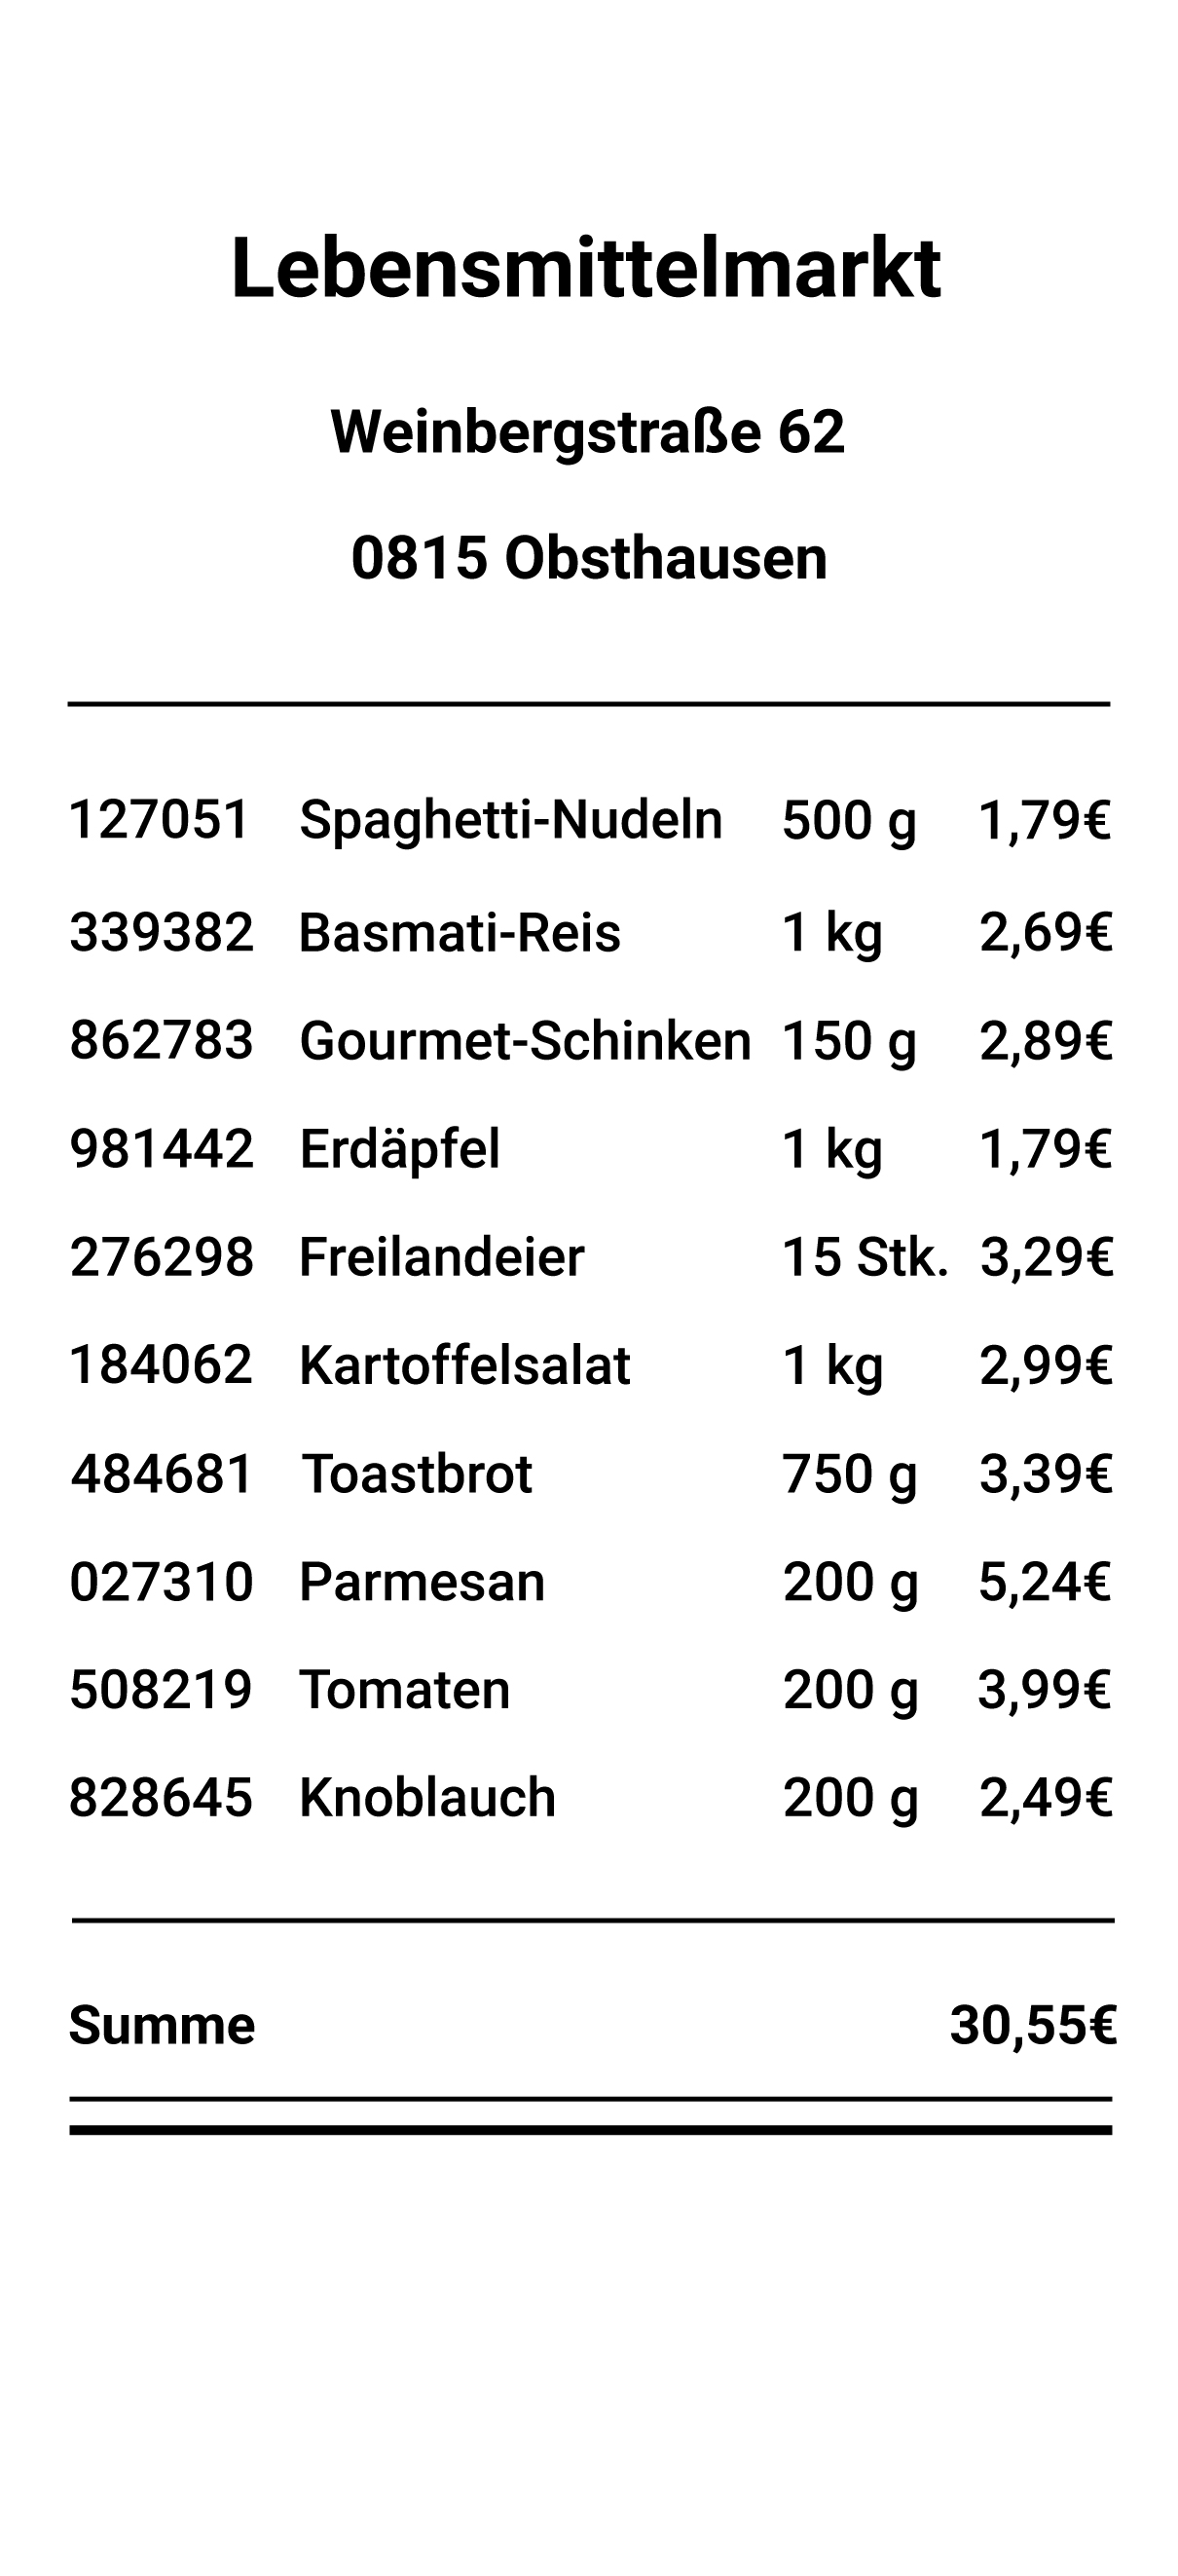 Lebensmittelmarkt
Weinbergstraße 62
0815 Obsthausen
127051 Spaghetti-Nudeln 500 g 1,79€
339382 Basmati-Reis 1 kg 2,69€
862783 Gourmet-Schinken 150 g 2,89€
981442 Erdäpfel 1 kg 1,79€
276298 Freilandeier 15 Stk. 3,29€
184062 Kartoffelsalat 1 kg 2,99€
484681 Toastbrot 750 g 3,39€
027310 Parmesan 200 g 5,24€
508219 Tomaten 200 g 3,99€
828645 Knoblauch 200 g 2,49€
Summe 30,55€